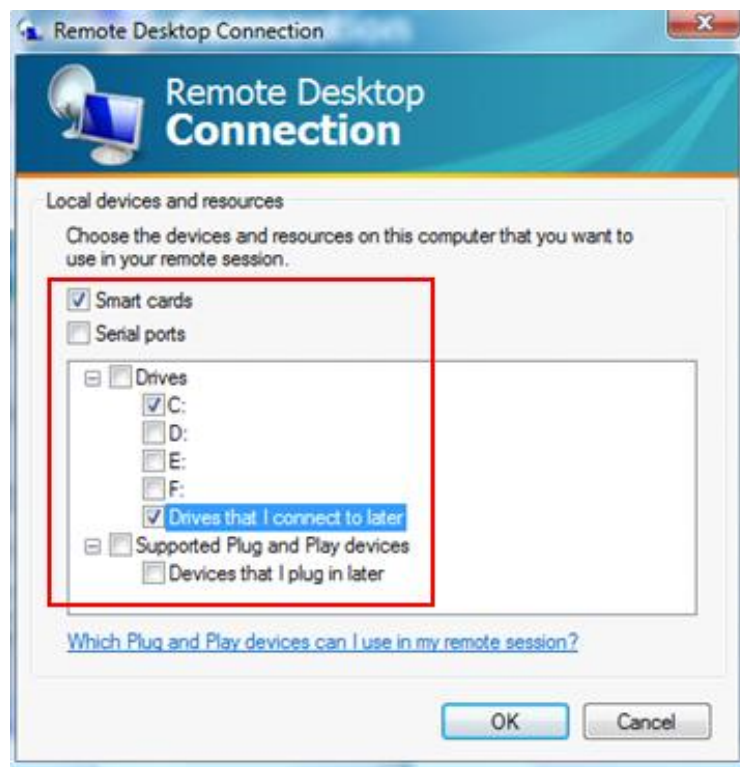 Remote Desktop Connection
Remote Desktop
Connection
Local devices and resources
Choose the devices and resources on this computer that you want to
use in your remote session.
Smart cards
Serial ports
Drives
C:
D:
E:
F:
Drives that I connect to later
Supported Plug and Play devices
Devices that I plug in later
Which Plug and Play devices can I use in my remote session?
OK Cancel